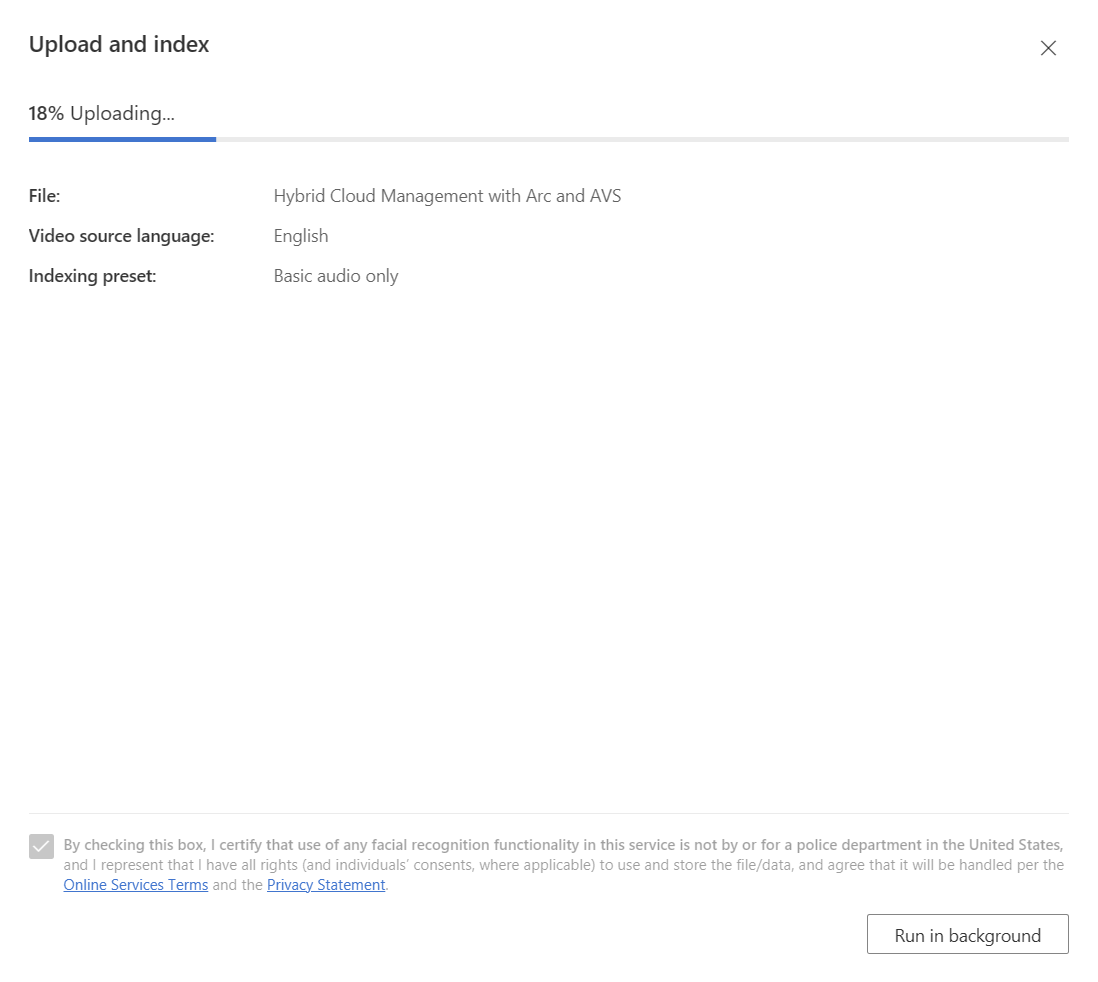 Upload and index
18% Uploading...
File: Hybrid Cloud Management with Arc and AVS
Video source language: English
Indexing preset: Basic audio only
By checking this box, I certify that use of any facial recognition functionality in this service is not by or for a police department in the United States,
and I represent that I have all rights (and individuals' consents, where applicable) to use and store the file/data, and agree that it will be handled per the
Online Services Terms and the Privacy Statement.
Run in background